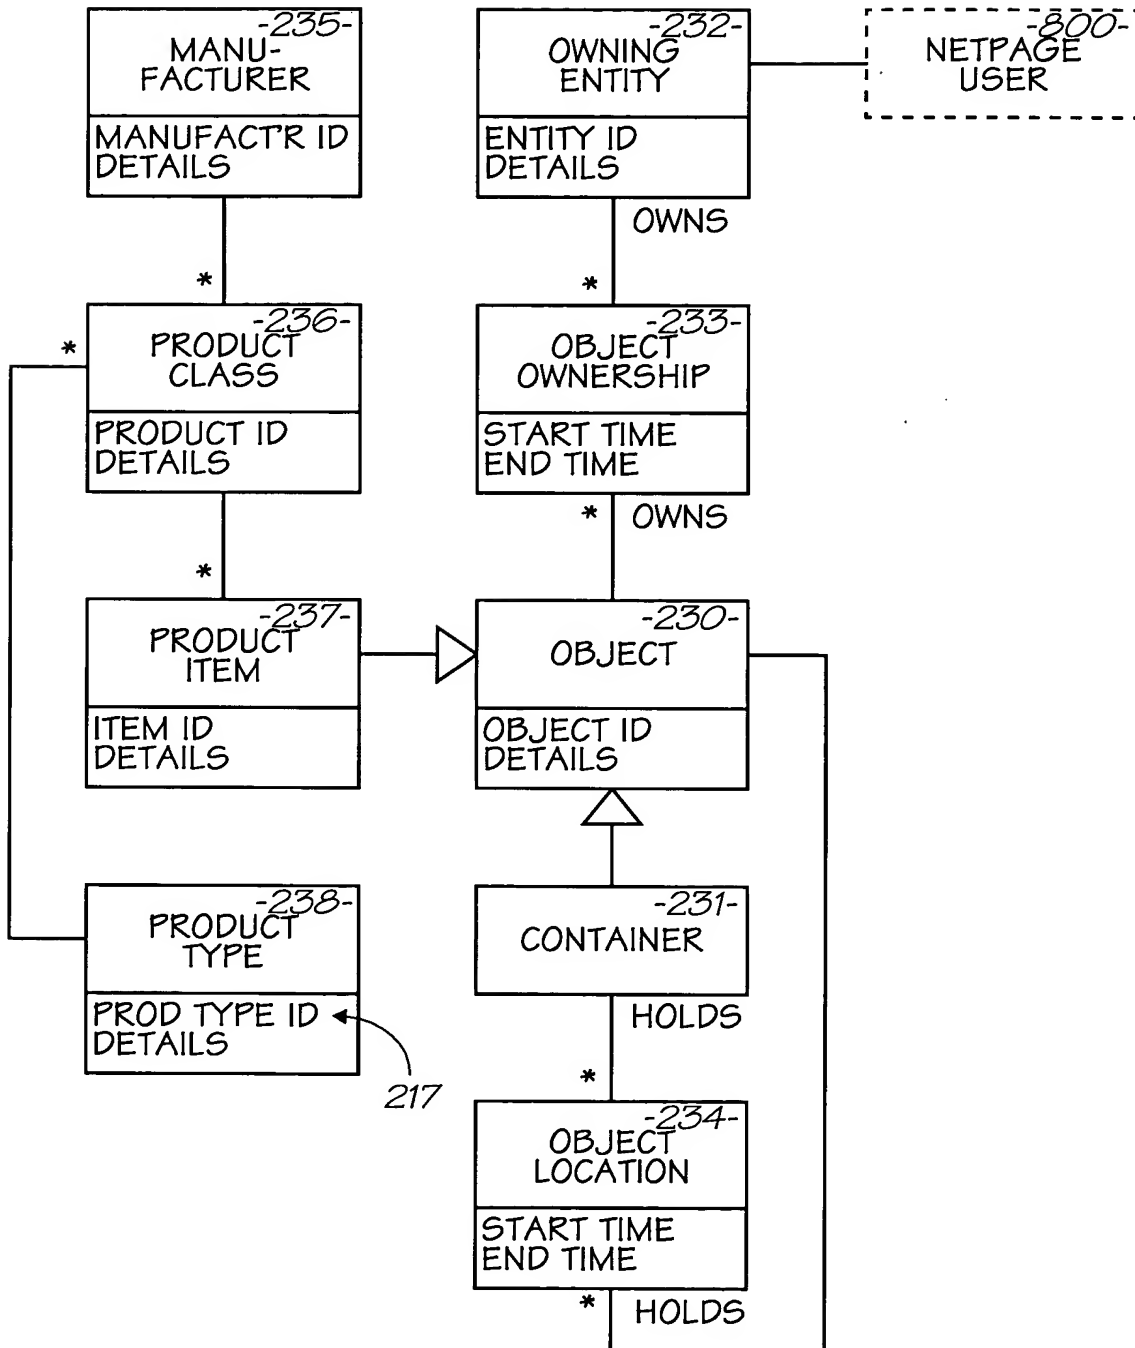 -235-
MANU-
FACTURER
MANUFACT'R ID
DETAILS
*
-232-
OWNING
ENTITY
ENTITY ID
DETAILS
OWNS
*
-800-
NETPAGE
USER
*
-236-
PRODUCT
CLASS
PRODUCT ID
DETAILS
*
-233-
OBJECT
OWNERSHIP
START TIME
END TIME
* OWNS
-237-
PRODUCT
ITEM
ITEM ID
DETAILS
-230-
OBJECT
OBJECT ID
DETAILS
-238-
PRODUCT
TYPE
PROD TYPE ID
DETAILS
217
-231-
CONTAINER
HOLDS
*
-234-
OBJECT
LOCATION
START TIME
END TIME
* HOLDS